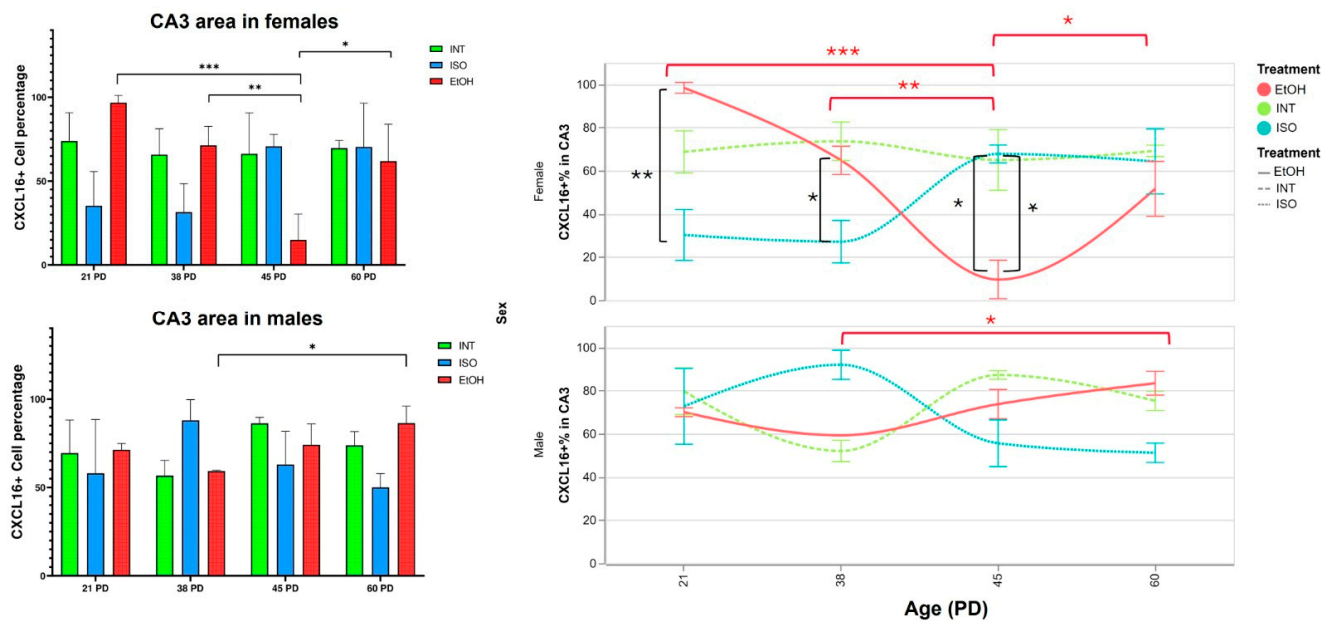 CA3 area in females
INT
ISO
EtOH
***
*
**
CXCL16+ Cell percentage
100
50
0
21 PD
38 PD
45 PD
60 PD
CA3 area in males
INT
ISO
EtOH
*
CXCL16+ Cell percentage
100
50
0
21 PD
38 PD
45 PD
60 PD
Sex
Female
CXCL16+% in CA3
100
80
60
40
20
0
***
**
*
**
*
*
*
Male
CXCL16+% in CA3
100
80
60
40
20
0
*
21
38
45
60
Age (PD)
Treatment
EtOH
INT
ISO
Treatment
EtOH
INT
ISO